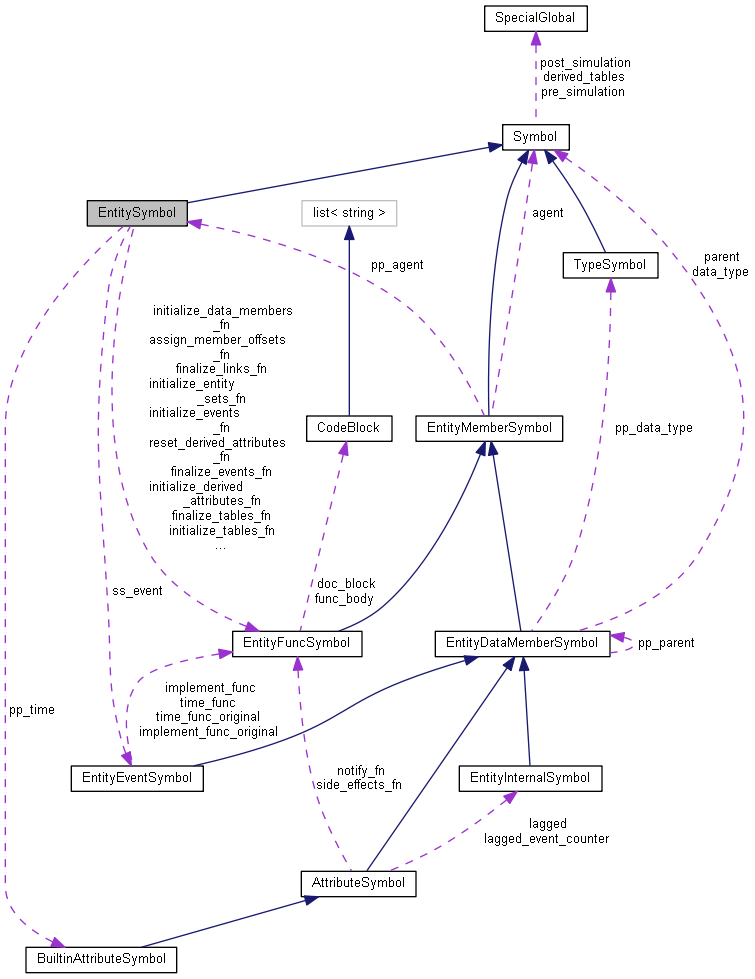 SpecialGlobal
post_simulation
derived_tables
pre_simulation
Symbol
EntitySymbol
list< string >
agent
parent
data_type
pp_agent
TypeSymbol
initialize_data_members
_fn
assign_member_offsets
_fn
finalize_links_fn
initialize_entity
_sets_fn
initialize_events
_fn
reset_derived_attributes
_fn
finalize_events_fn
initialize_derived
_attributes_fn
finalize_tables_fn
initialize_tables_fn
...
CodeBlock
EntityMemberSymbol
pp_data_type
ss_event
doc_block
func_body
EntityFuncSymbol
EntityDataMemberSymbol
pp_parent
pp_time
implement_func
time_func
time_func_original
implement_func_original
EntityEventSymbol
notify_fn
side_effects_fn
EntityInternalSymbol
lagged
lagged_event_counter
AttributeSymbol
BuiltinAttributeSymbol